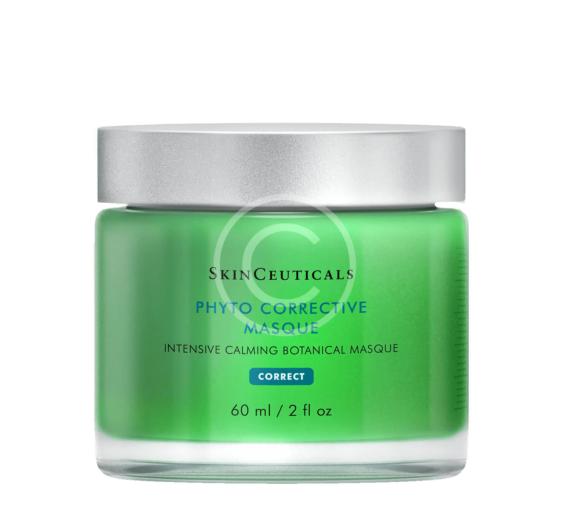 SKINCEUTICALS
PHYTO CORRECTIVE
MASQUE
INTENSIVE CALMING BOTANICAL MASQUE
CORRECT
60 ml / 2 fl oz